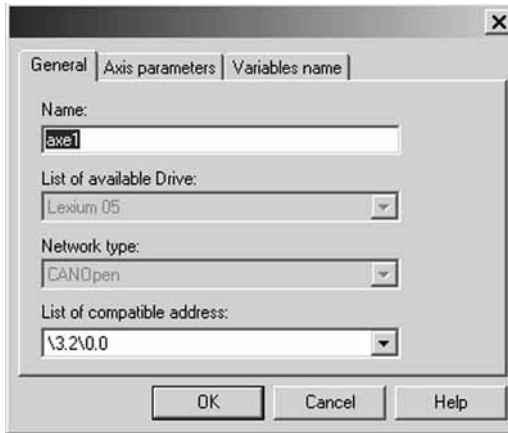 General Axis parameters Variables name
Name:
axe1
List of available Drive:
Lexium 05
Network type:
CANOpen
List of compatible address:
\3.2\0.0
OK Cancel Help